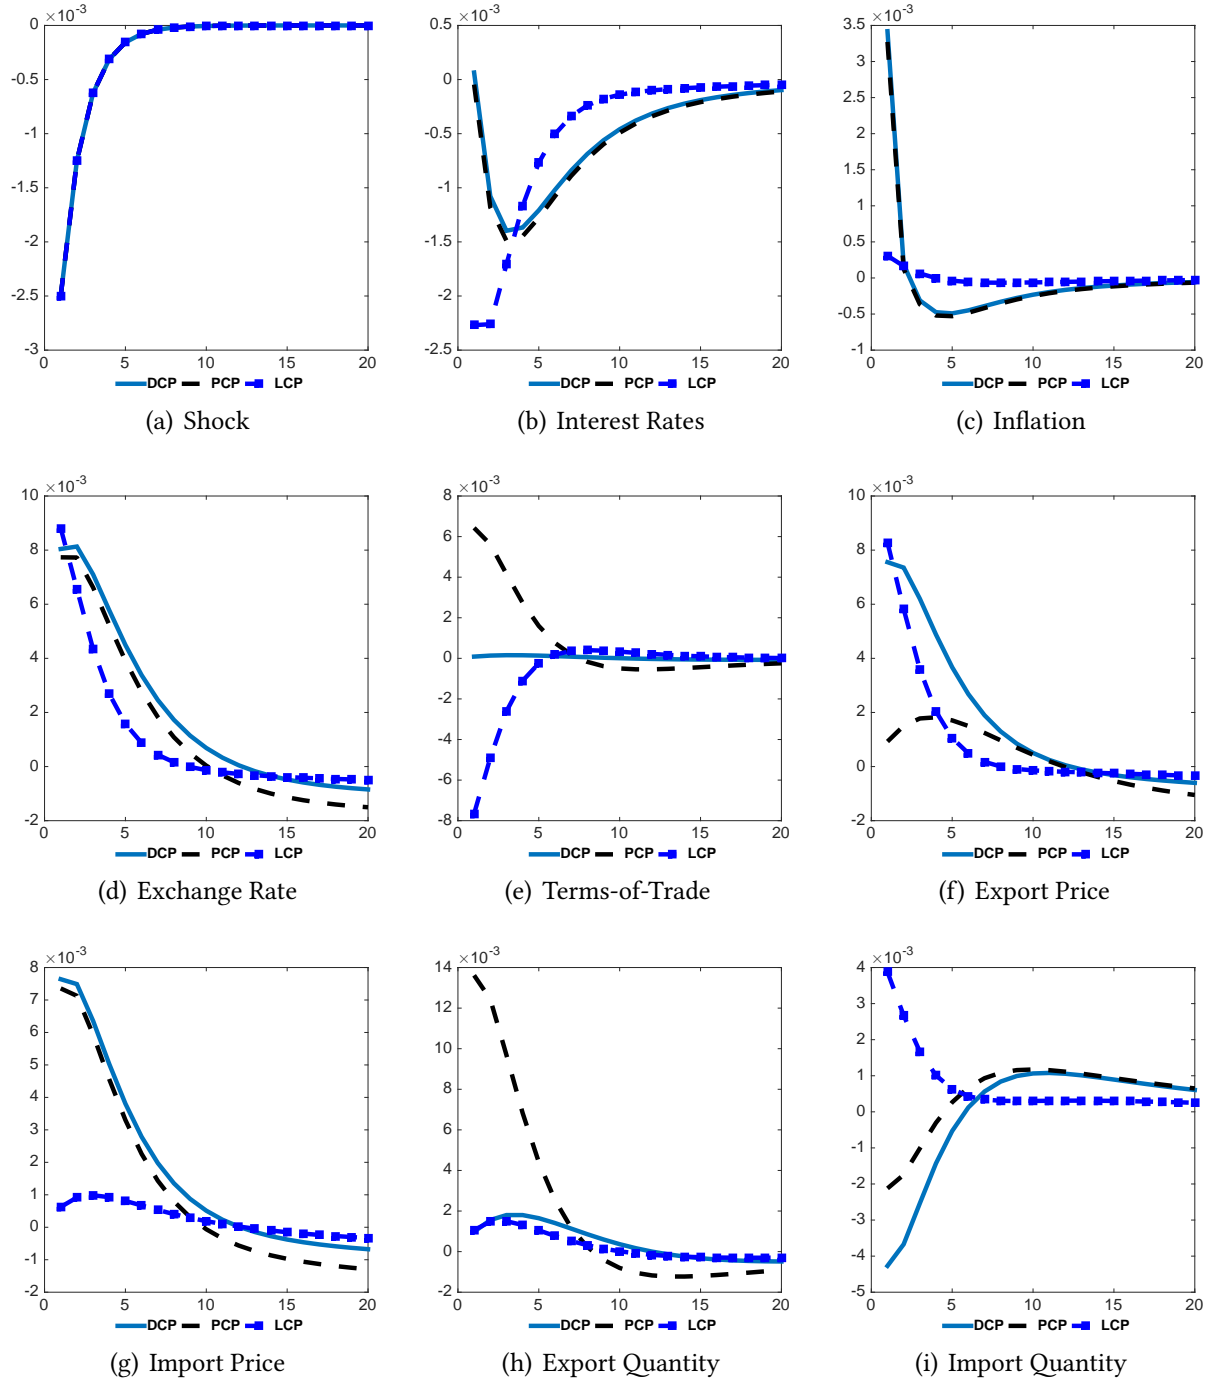 ×10-3 ×10-3 ×10-3
0 -0.5 -1 -1.5 -2 -2.5 -3
0 5 10 15 20
DCP PCP LCP
(a) Shock
0.5 0 -0.5 -1 -1.5 -2 -2.5
0 5 10 15 20
DCP PCP LCP
(b) Interest Rates
3.5 3 2.5 2 1.5 1 0.5 0 -0.5 -1
0 5 10 15 20
DCP PCP LCP
(c) Inflation
×10-3 ×10-3 ×10-3
10 8 6 4 2 0 -2
0 5 10 15 20
DCP PCP LCP
(d) Exchange Rate
8 6 4 2 0 -2 -4 -6 -8
0 5 10 15 20
DCP PCP LCP
(e) Terms-of-Trade
10 8 6 4 2 0 -2
0 5 10 15 20
DCP PCP LCP
(f) Export Price
×10-3 ×10-3 ×10-3
8 7 6 5 4 3 2 1 0 -1 -2
0 5 10 15 20
DCP PCP LCP
(g) Import Price
14 12 10 8 6 4 2 0 -2
0 5 10 15 20
DCP PCP LCP
(h) Export Quantity
4 3 2 1 0 -1 -2 -3 -4 -5
0 5 10 15 20
DCP PCP LCP
(i) Import Quantity